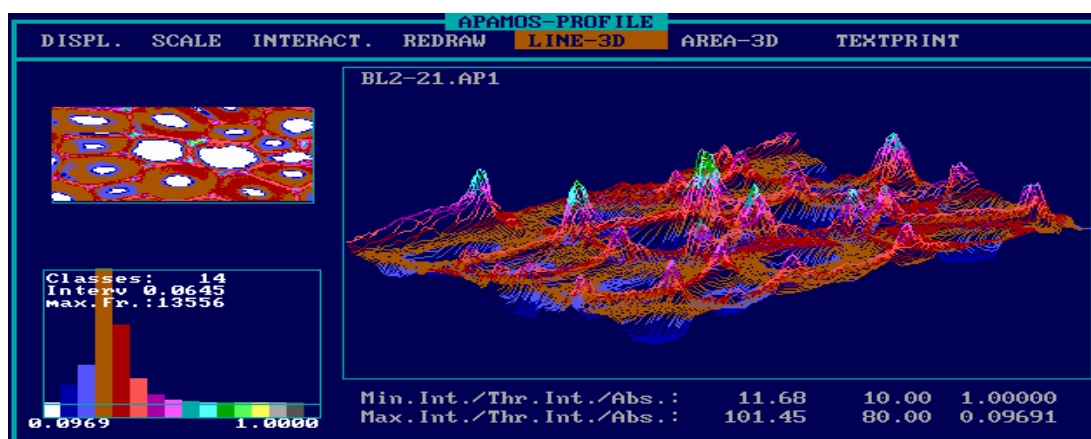 APAMOS-PROFILE
DISPL. SCALE INTERACT. REDRAW LINE-3D AREA-3D TEXTPRINT
BL2-21.AP1
Classes: 14
Interv 0.0645
max.Fr.:13556
0.0969 1.0000
Min.Int./Thr.Int/Abs.: 11.68 10.00 1.00000
Max.Int./Thr.Int/Abs.: 101.45 80.00 0.09691